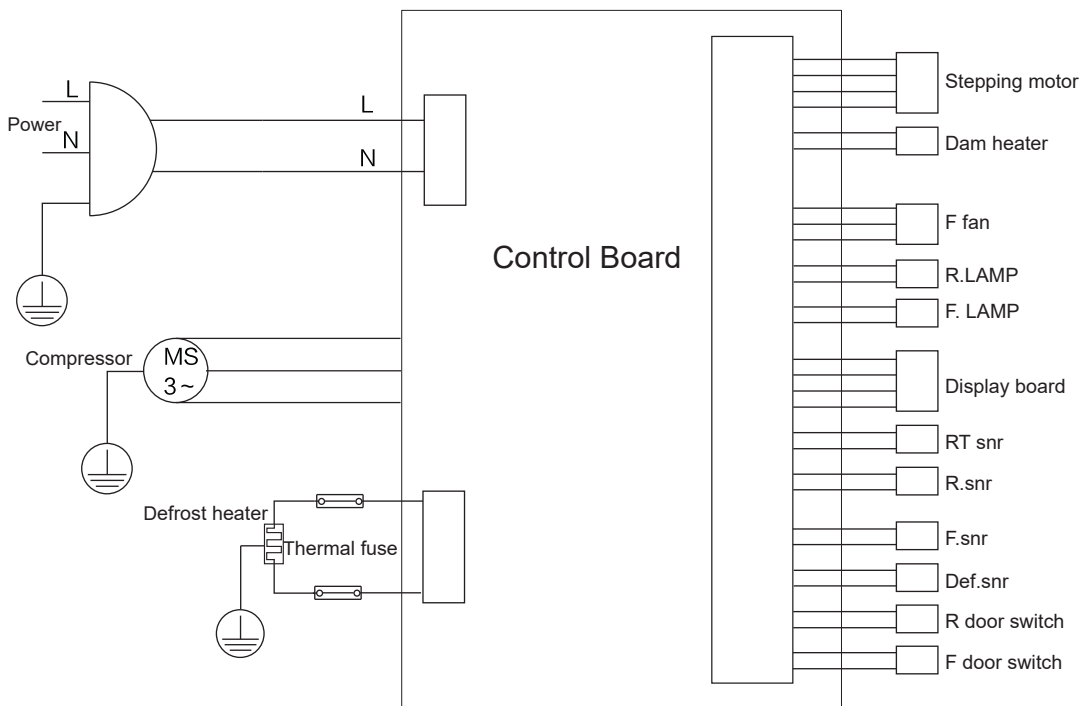 L
Power
N
L
N
Control Board
Compressor
MS
3~
Defrost heater
Thermal fuse
Stepping motor
Dam heater
F fan
R.LAMP
F. LAMP
Display board
RT snr
R.snr
F.snr
Def.snr
R door switch
F door switch